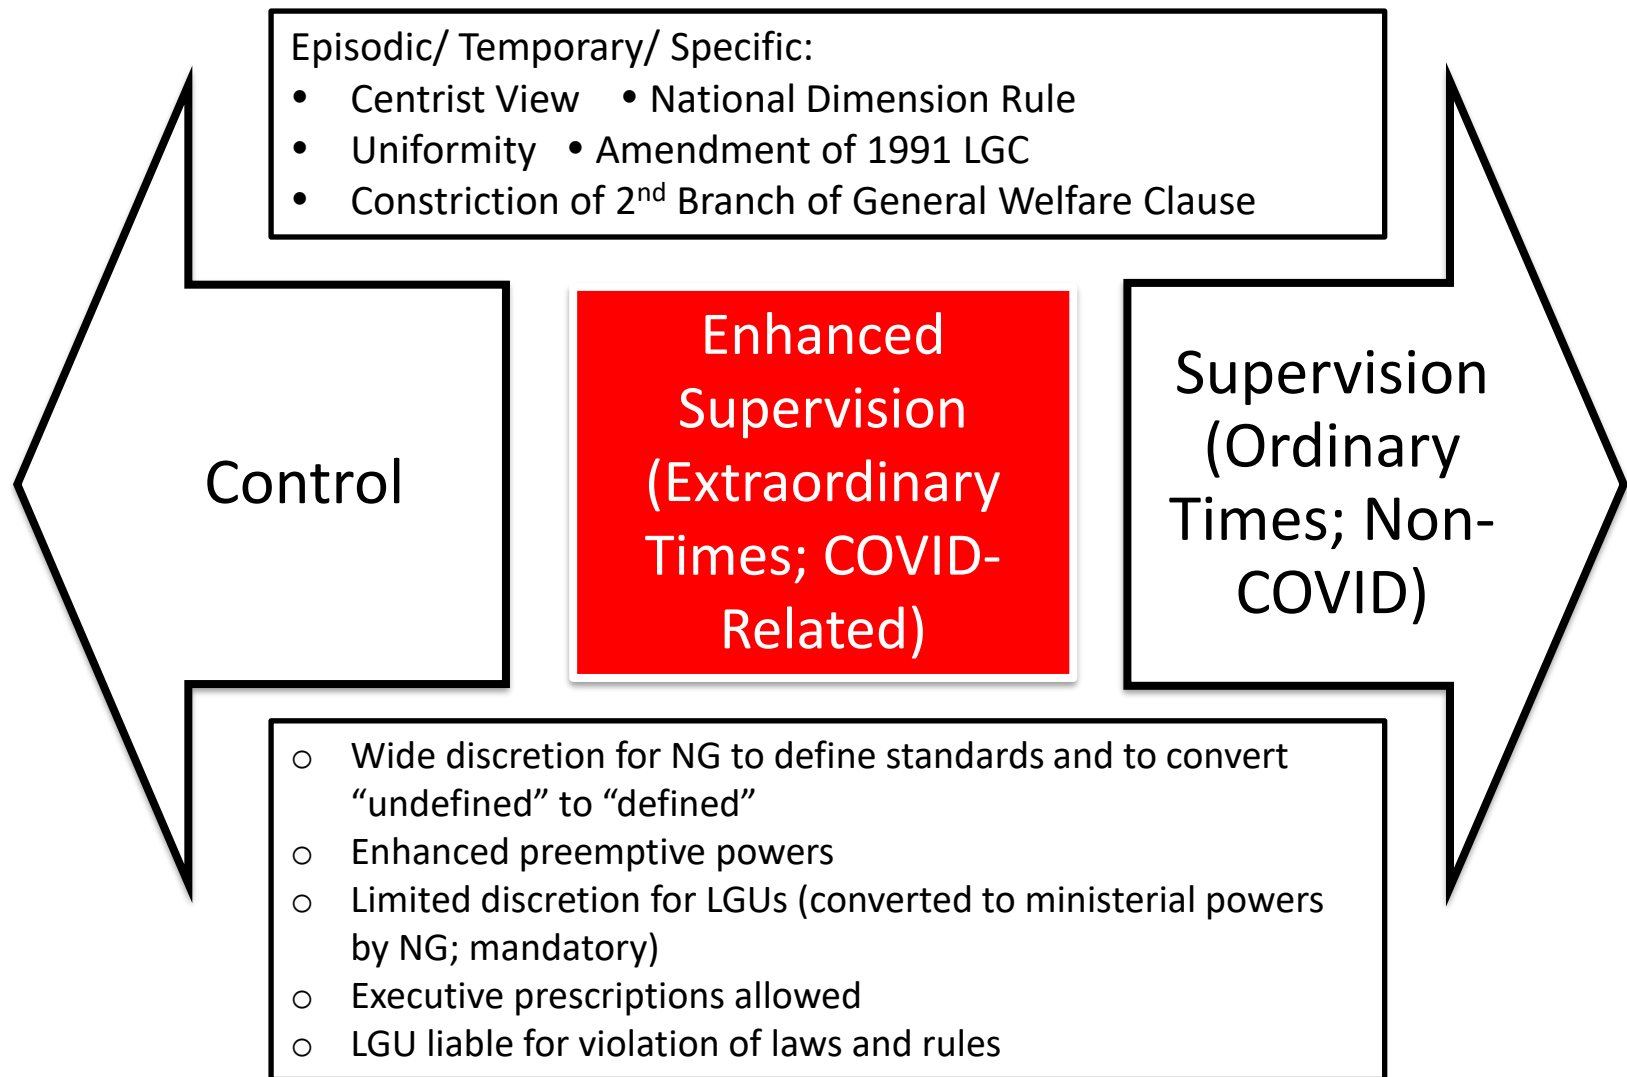 Episodic/ Temporary/ Specific:
• Centrist View • National Dimension Rule
• Uniformity • Amendment of 1991 LGC
• Constriction of 2nd Branch of General Welfare Clause
Control
Enhanced
Supervision
(Extraordinary
Times; COVID-
Related)
Supervision
(Ordinary
Times; Non-
COVID)
o Wide discretion for NG to define standards and to convert
“undefined” to “defined”
o Enhanced preemptive powers
o Limited discretion for LGUs (converted to ministerial powers
by NG; mandatory)
o Executive prescriptions allowed
o LGU liable for violation of laws and rules